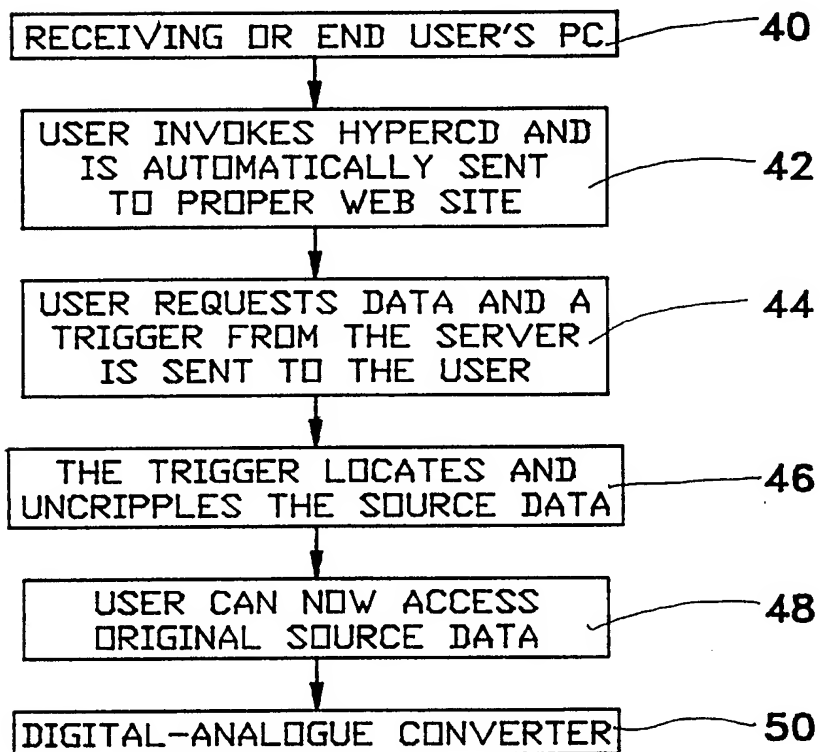 RECEIVING OR END USER'S PC 40
USER INVOKES HYPERCD AND
IS AUTOMATICALLY SENT
TO PROPER WEB SITE
42
USER REQUESTS DATA AND A
TRIGGER FROM THE SERVER
IS SENT TO THE USER
44
THE TRIGGER LOCATES AND
UNCRIPPLES THE SOURCE DATA
46
USER CAN NOW ACCESS
ORIGINAL SOURCE DATA
48
DIGITAL-ANALOGUE CONVERTER 50